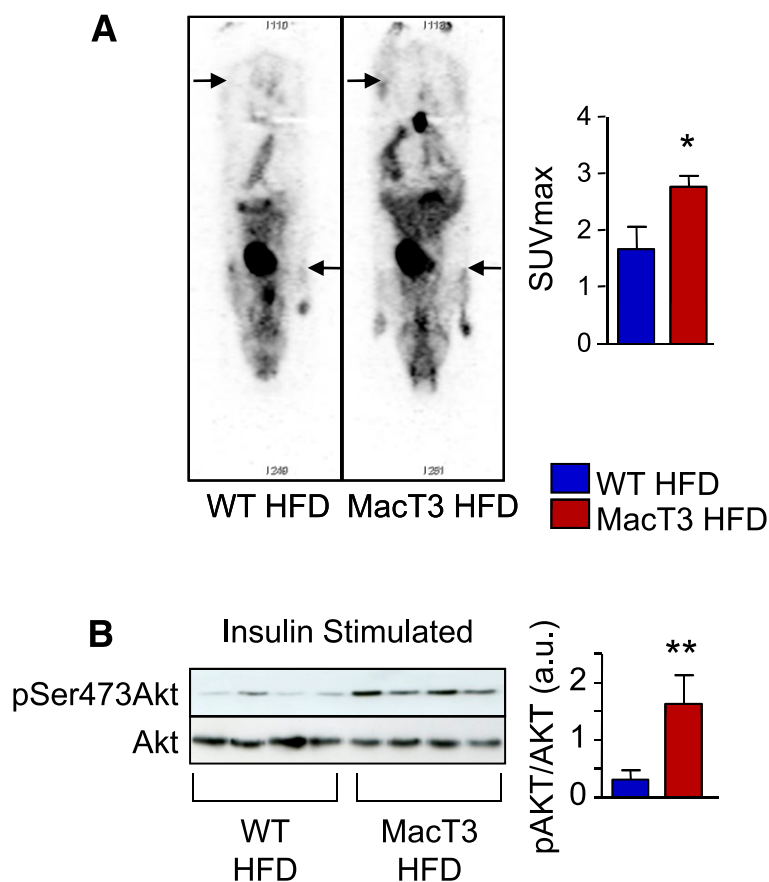 A
WT HFD
MacT3 HFD
SUVmax
4
3
2
1
0
*
WT HFD
MacT3 HFD
B
Insulin Stimulated
pSer473Akt
Akt
WT
HFD
MacT3
HFD
pAKT/AKT (a.u.)
2
1
0
**